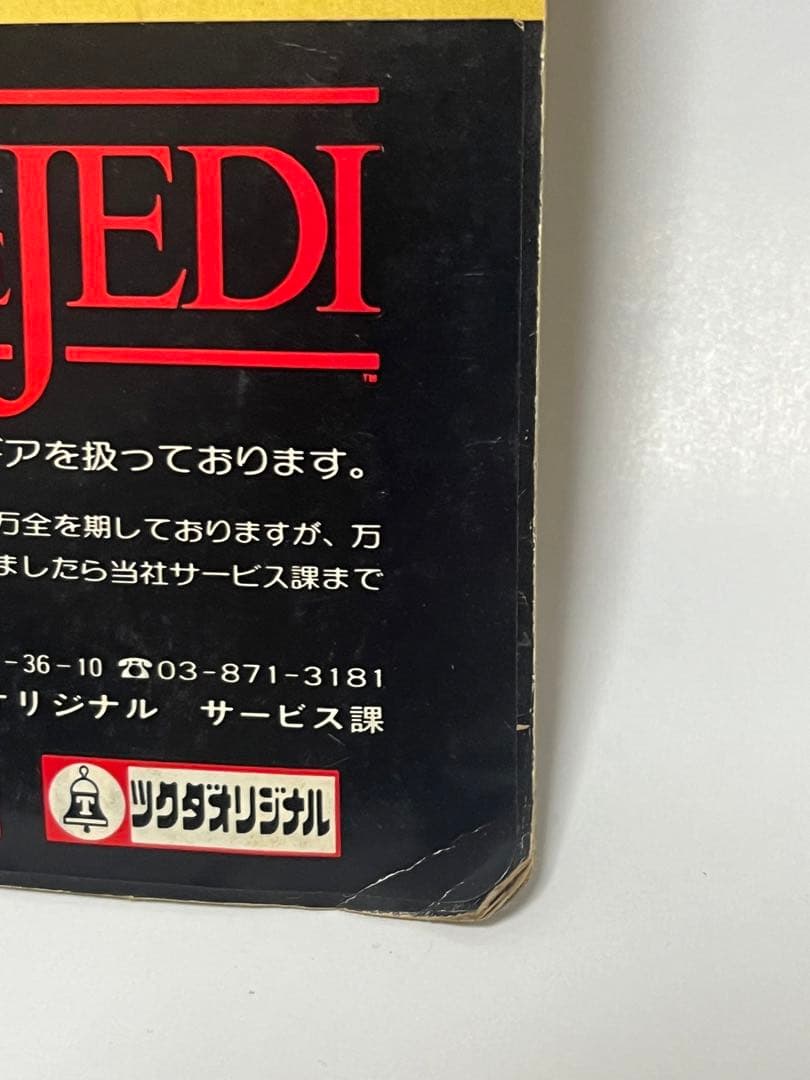 JEDI
TM
アを扱っております。
万全を期しておりますが、万
ましたら当社サービス課まで
-36-10 ☎03-871-3181
オリジナル サービス課
T ツクダオリジナル